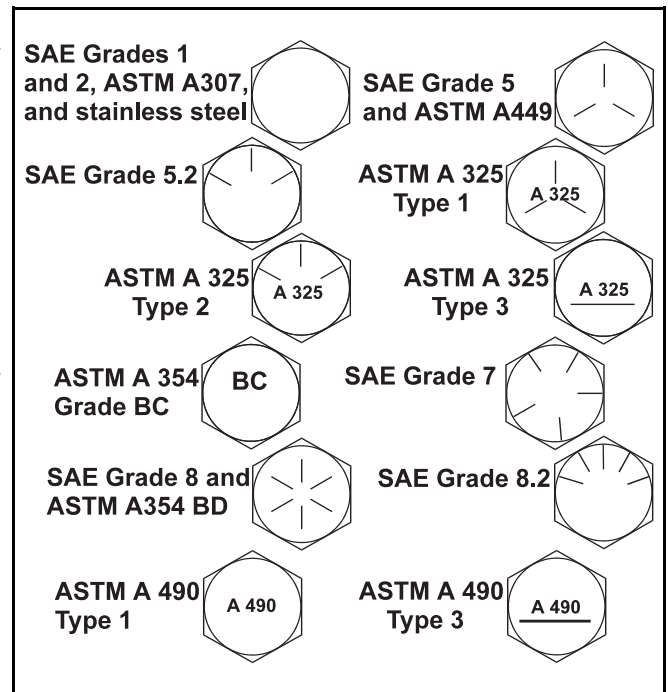 SAE Grades 1
and 2, ASTM A307,
and stainless steel
SAE Grade 5
and ASTM A449
SAE Grade 5.2
ASTM A 325
Type 1
A 325
ASTM A 325
Type 2
A 325
ASTM A 325
Type 3
A 325
ASTM A 354
Grade BC
BC
SAE Grade 7
SAE Grade 8 and
ASTM A354 BD
SAE Grade 8.2
ASTM A 490
Type 1
A 490
ASTM A 490
Type 3
A 490